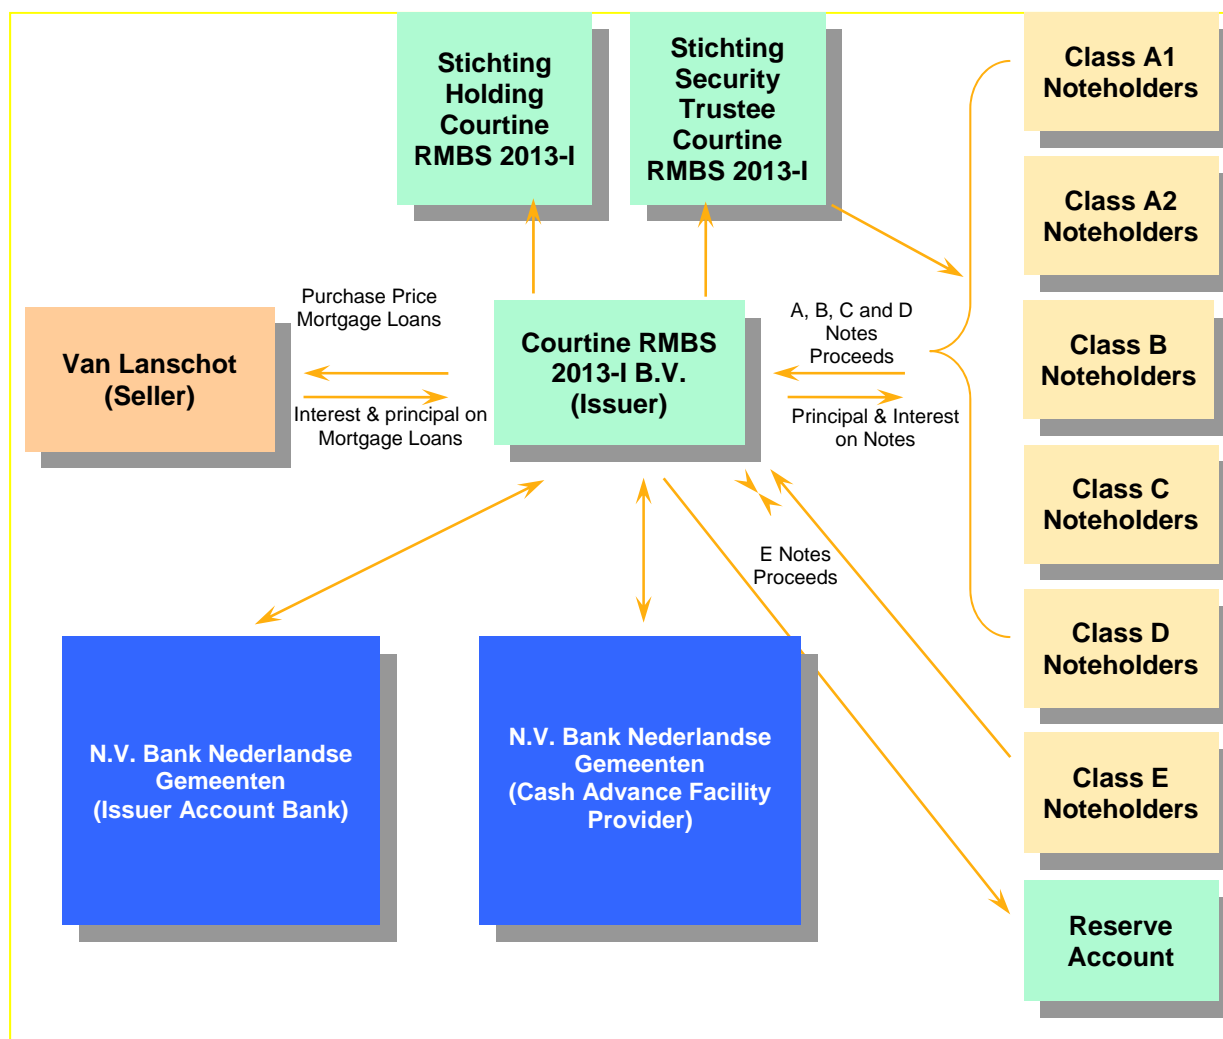 Stichting
Holding
Courtine
RMBS 2013-I
Stichting
Security
Trustee
Courtine
RMBS 2013-I
Class A1
Noteholders
Class A2
Noteholders
Purchase Price
Mortgage Loans
Van Lanschot
(Seller)
Interest & principal on
Mortgage Loans
Courtine RMBS
2013-I B.V.
(Issuer)
A, B, C and D
Notes
Proceeds
Principal & Interest
on Notes
Class B
Noteholders
Class C
Noteholders
E Notes
Proceeds
Class D
Noteholders
N.V. Bank Nederlandse
Gemeenten
(Issuer Account Bank)
N.V. Bank Nederlandse
Gemeenten
(Cash Advance Facility
Provider)
Class E
Noteholders
Reserve
Account